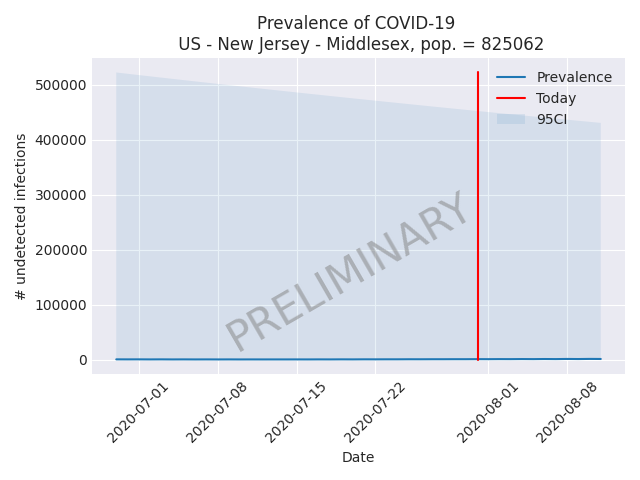 Prevalence of COVID-19
US - New Jersey - Middlesex, pop. = 825062
500000
400000
300000
200000
100000
0
# undetected infections
Prevalence
Today
95CI
PRELIMINARY
2020-07-01
2020-07-08
2020-07-15
2020-07-22
2020-08-01
2020-08-08
Date